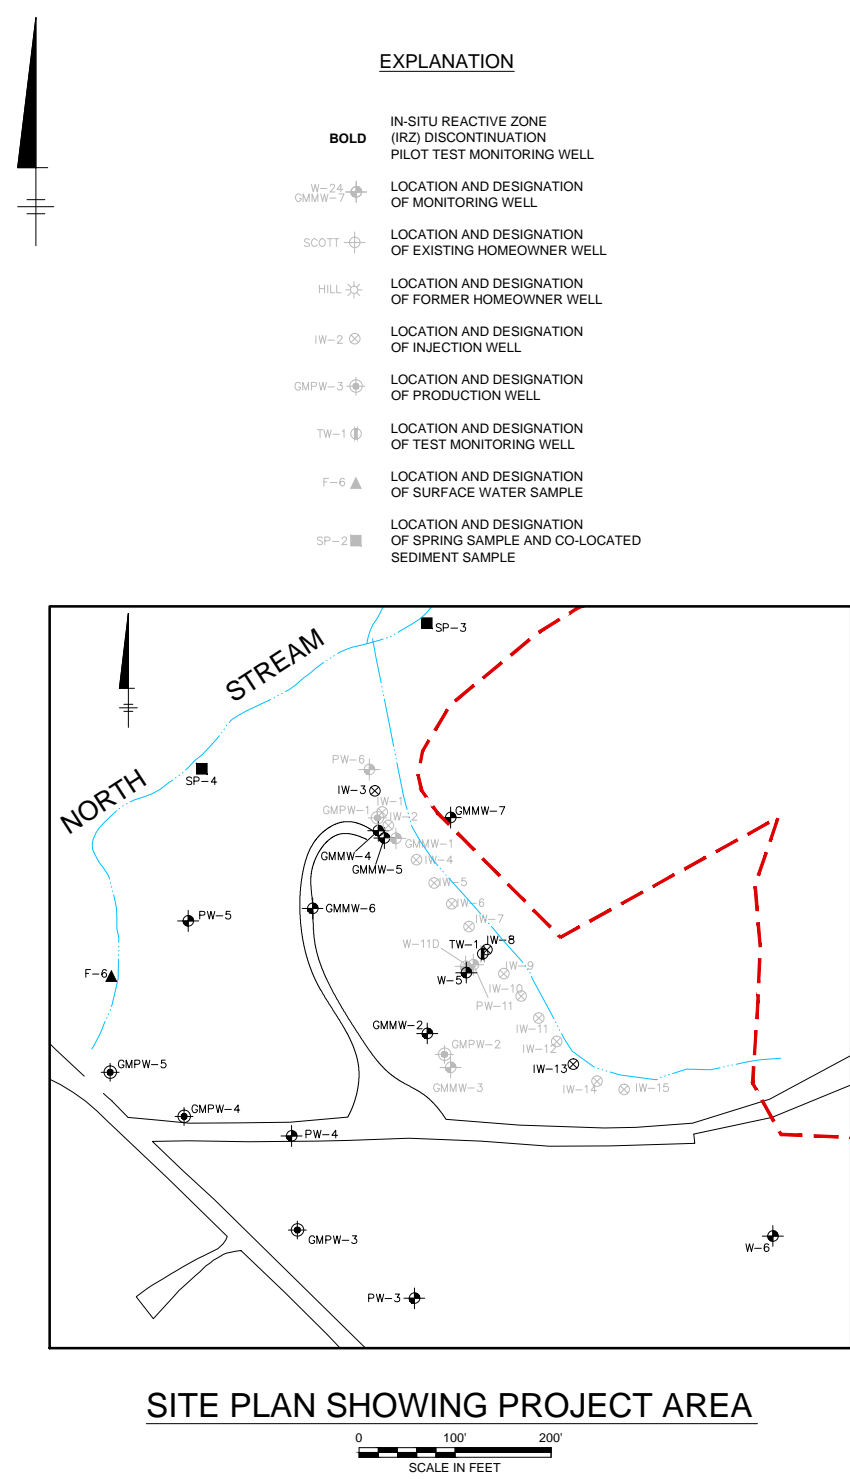 EXPLANATION
BOLD
IN-SITU REACTIVE ZONE
(IRZ) DISCONTINUATION
PILOT TEST MONITORING WELL
W-24
GMMW-7
LOCATION AND DESIGNATION
OF MONITORING WELL
SCOTT
LOCATION AND DESIGNATION
OF EXISTING HOMEOWNER WELL
HILL
LOCATION AND DESIGNATION
OF FORMER HOMEOWNER WELL
IW-2
LOCATION AND DESIGNATION
OF INJECTION WELL
GMPW-3
LOCATION AND DESIGNATION
OF PRODUCTION WELL
TW-1
LOCATION AND DESIGNATION
OF TEST MONITORING WELL
F-6
LOCATION AND DESIGNATION
OF SURFACE WATER SAMPLE
SP-2
LOCATION AND DESIGNATION
OF SPRING SAMPLE AND CO-LOCATED
SEDIMENT SAMPLE
SP-3
NORTH STREAM
PW-6
SP-4
IW-3
IW-1
GMPW-1
IW-2
GMMW-7
GMMW-1
GMMW-4
GMMW-5
IW-4
IW-5
IW-6
GMMW-6
PW-5
IW-7
W-11D
TW-1
IW-8
F-6
W-5
IW-9
IW-10
PW-11
IW-11
GMMW-2
IW-12
GMPW-2
GMPW-5
GMMW-3
IW-13
IW-14
IW-15
GMPW-4
PW-4
GMPW-3
W-6
PW-3
SITE PLAN SHOWING PROJECT AREA
0 100' 200'
SCALE IN FEET